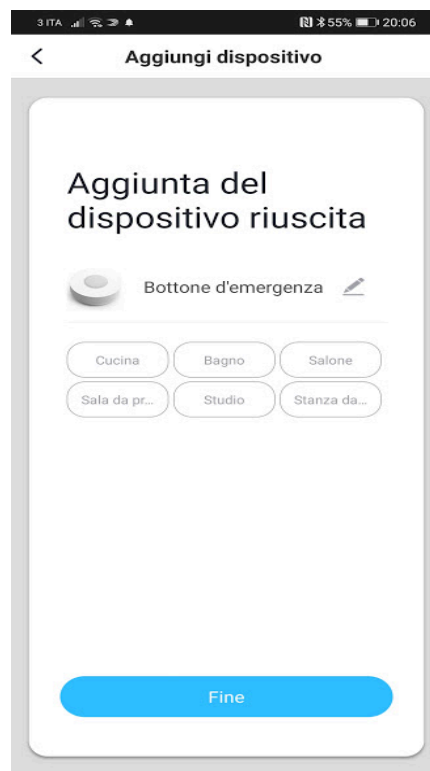 3 ITA 55% 20:06
Aggiungi dispositivo
Aggiunta del
dispositivo riuscita
Bottone d'emergenza
Cucina Bagno Salone
Sala da pr... Studio Stanza da...
Fine